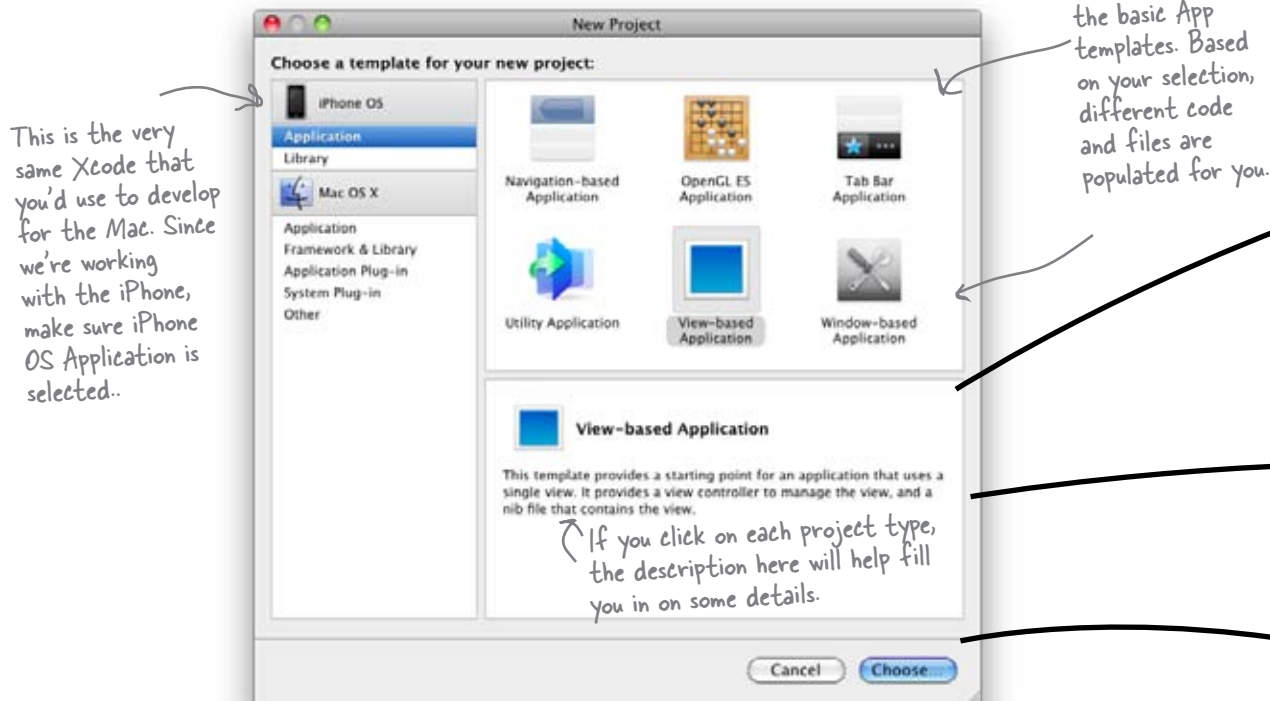 the basic App
templates. Based
on your selection,
different code
and files are
populated for you.
This is the very
same Xcode that
you'd use to develop
for the Mac. Since
we're working
with the iPhone,
make sure iPhone
OS Application is
selected..
New Project
Choose a template for your new project:
iPhone OS
Application
Library
Mac OS X
Application
Framework & Library
Application Plug-in
System Plug-in
Other
Navigation-based
Application
OpenGL ES
Application
Tab Bar
Application
Utility Application
View-based
Application
Window-based
Application
View-based Application
This template provides a starting point for an application that uses a
single view. It provides a view controller to manage the view, and a
nib file that contains the view.
If you click on each project type,
the description here will help fill
you in on some details.
Cancel
Choose...